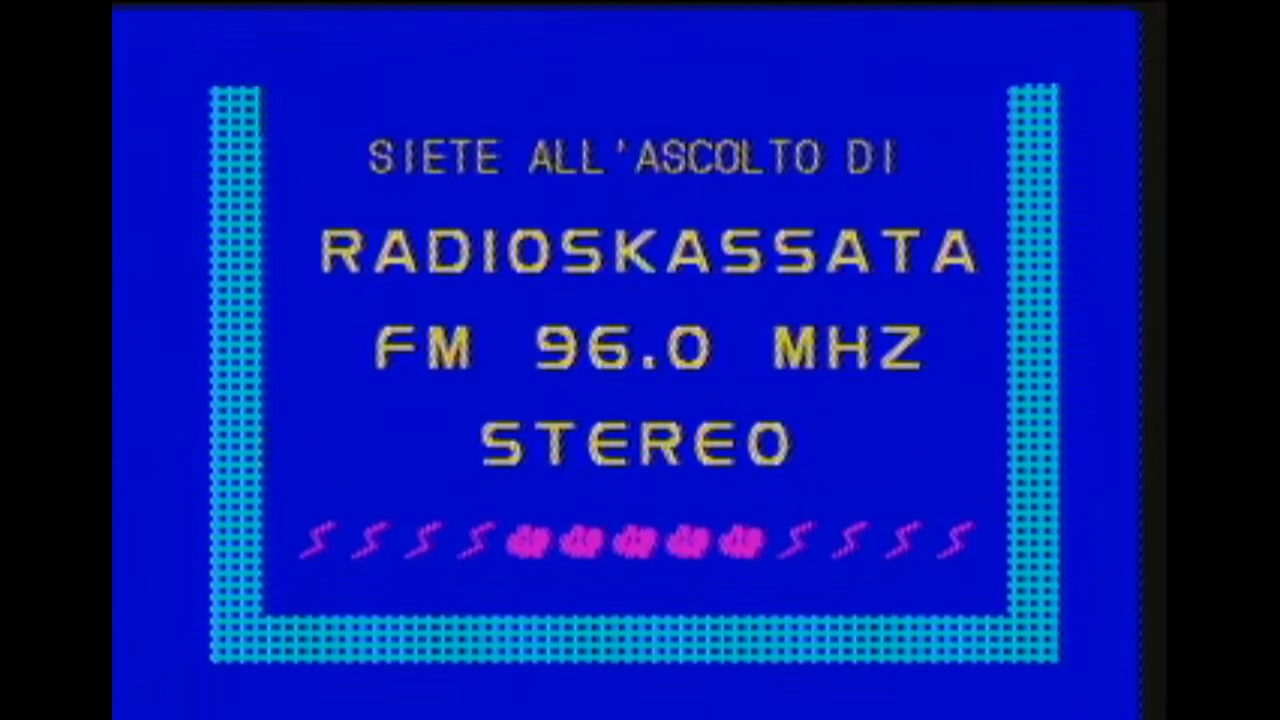 SIETE ALL'ASCOLTO DI
RADIOSKASSATA
FM 96.0 MHZ
STEREO